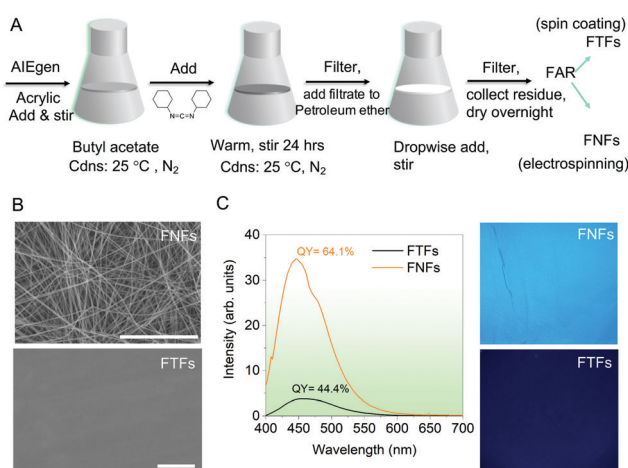 A
AIEgen
Acrylic
Add & stir
Butyl acetate
Cdns: 25 °C , N2
Add
N=C=N
Warm, stir 24 hrs
Cdns: 25 °C, N2
Filter,
add filtrate to
Petroleum ether
Dropwise add,
stir
Filter,
collect residue,
dry overnight
(spin coating)
FTFs
FAR
FNFs
(electrospinning)
B
FNFs
FTFs
C
Intensity (arb. units)
40
35
30
25
20
15
10
5
0
QY= 64.1%
QY= 44.4%
FTFs
FNFs
400 450 500 550 600 650 700
Wavelength (nm)
FNFs
FTFs